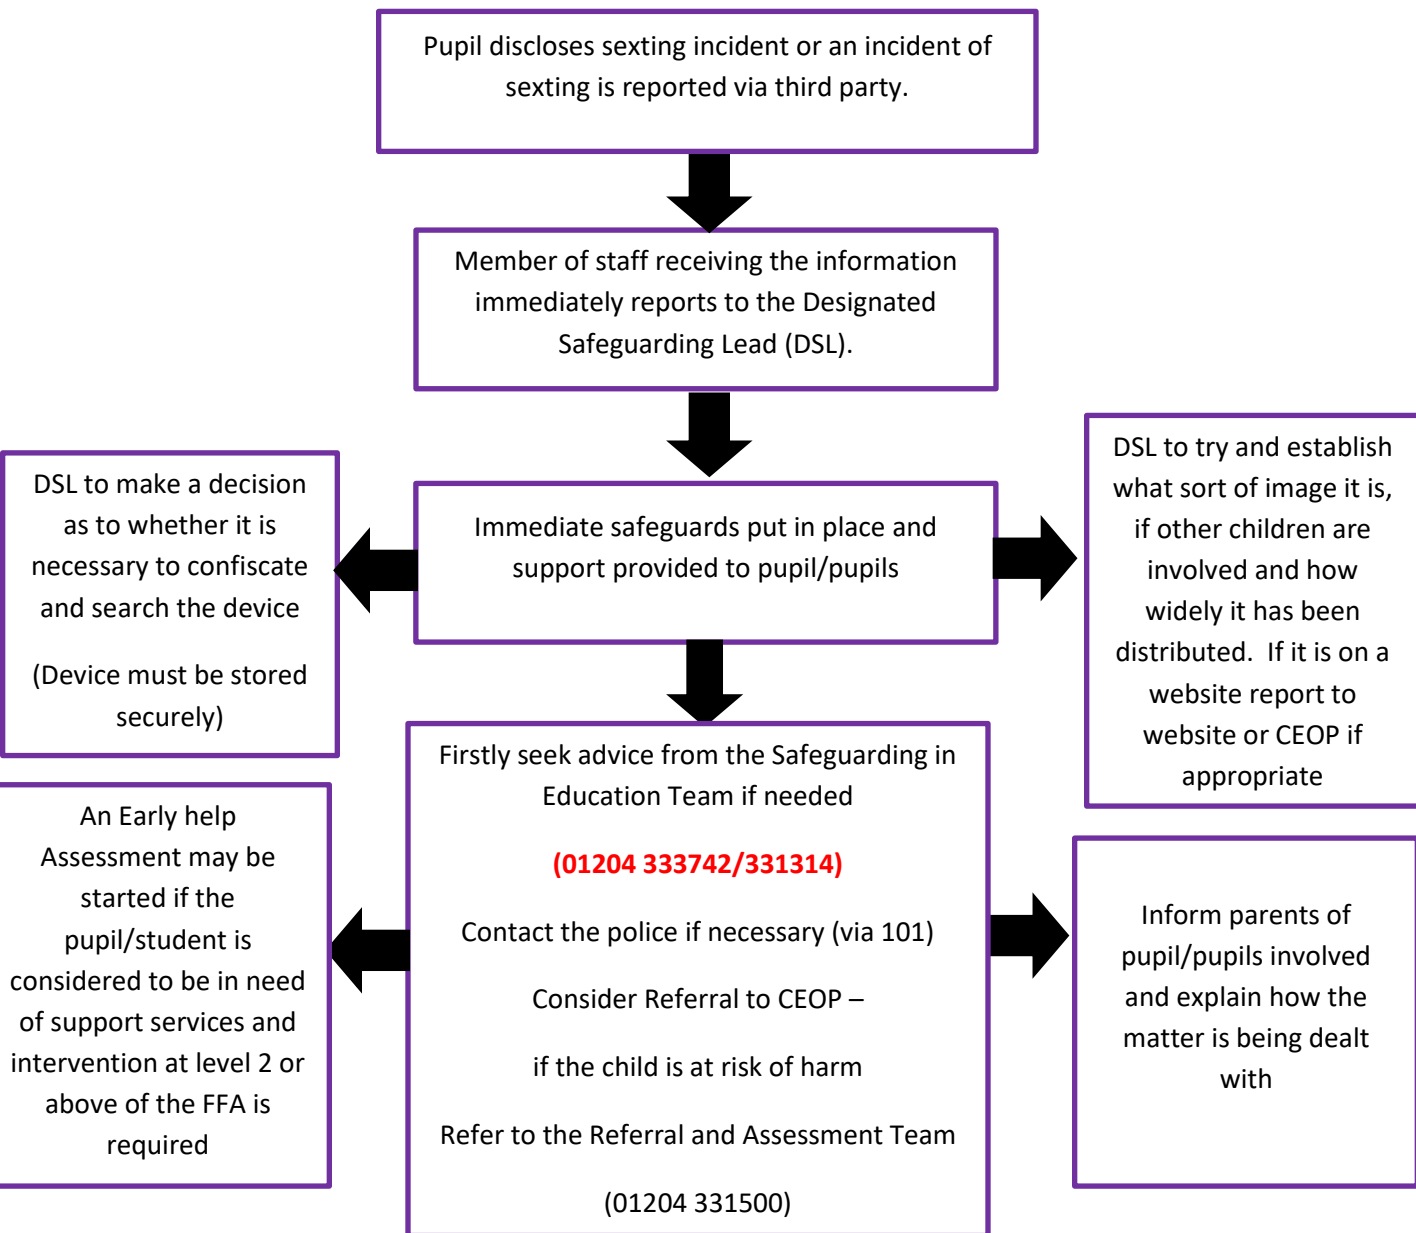 Pupil discloses sexting incident or an incident of
sexting is reported via third party.
Member of staff receiving the information
immediately reports to the Designated
Safeguarding Lead (DSL).
DSL to make a decision
as to whether it is
necessary to confiscate
and search the device
(Device must be stored
securely)
Immediate safeguards put in place and
support provided to pupil/pupils
DSL to try and establish
what sort of image it is,
if other children are
involved and how
widely it has been
distributed.  If it is on a
website report to
website or CEOP if
appropriate
An Early help
Assessment may be
started if the
pupil/student is
considered to be in need
of support services and
intervention at level 2 or
above of the FFA is
required
Firstly seek advice from the Safeguarding in
Education Team if needed
(01204 333742/331314)
Contact the police if necessary (via 101)
Consider Referral to CEOP –
if the child is at risk of harm
Refer to the Referral and Assessment Team
(01204 331500)
Inform parents of
pupil/pupils involved
and explain how the
matter is being dealt
with